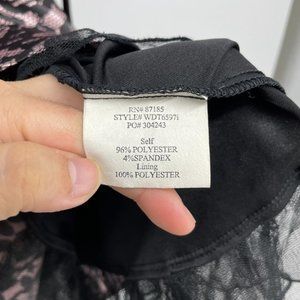 RN# 87185
STYLE# WDT6597i
PO# 304243
Self
96% POLYESTER
4%SPANDEX
Lining
100% POLYESTER